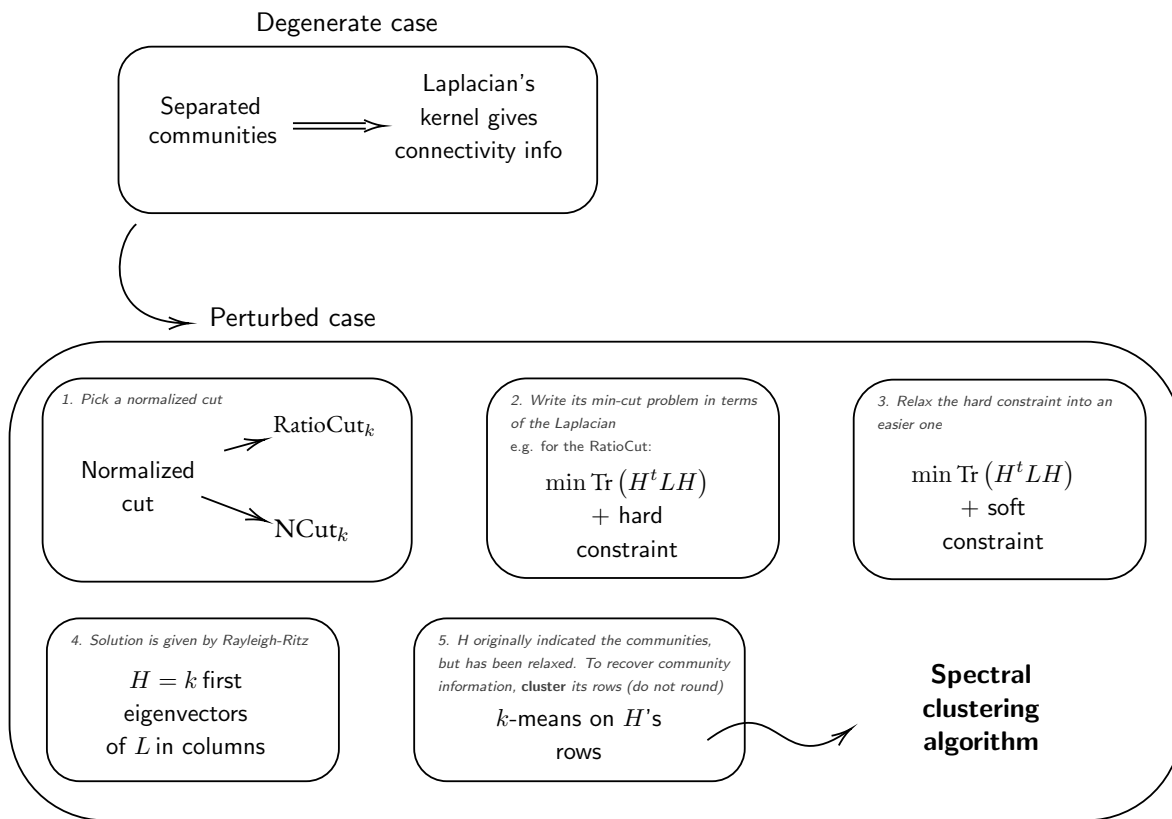 Degenerate case
Separated
communities
Laplacian's
kernel gives
connectivity info
Perturbed case
1. Pick a normalized cut
Normalized
cut
RatioCut_k
NCut_k
2. Write its min-cut problem in terms
of the Laplacian
e.g. for the RatioCut:
min Tr (H^t LH)
+ hard
constraint
3. Relax the hard constraint into an
easier one
min Tr (H^t LH)
+ soft
constraint
4. Solution is given by Rayleigh-Ritz
H = k first
eigenvectors
of L in columns
5. H originally indicated the communities,
but has been relaxed. To recover community
information, cluster its rows (do not round)
k-means on H's
rows
Spectral
clustering
algorithm